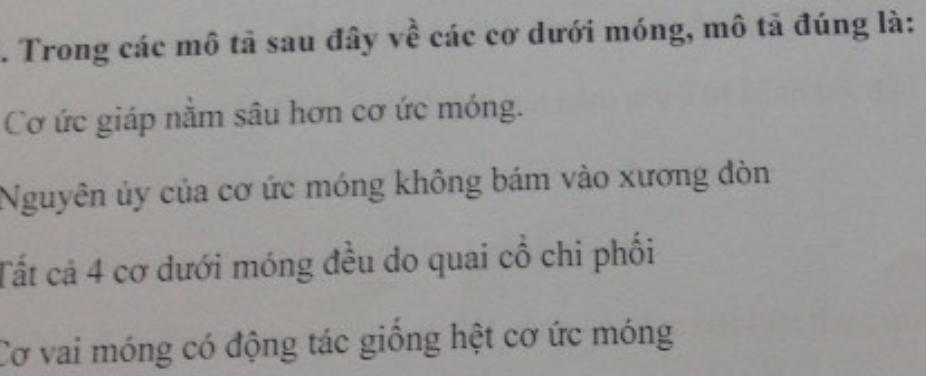 . Trong các mô tả sau đây về các cơ dưới móng, mô tả đúng là:
Cơ ức giáp nằm sâu hơn cơ ức móng.
Nguyên ủy của cơ ức móng không bám vào xương đòn
Tất cả 4 cơ dưới móng đều do quai cổ chi phối
Cơ vai móng có động tác giống hệt cơ ức móng